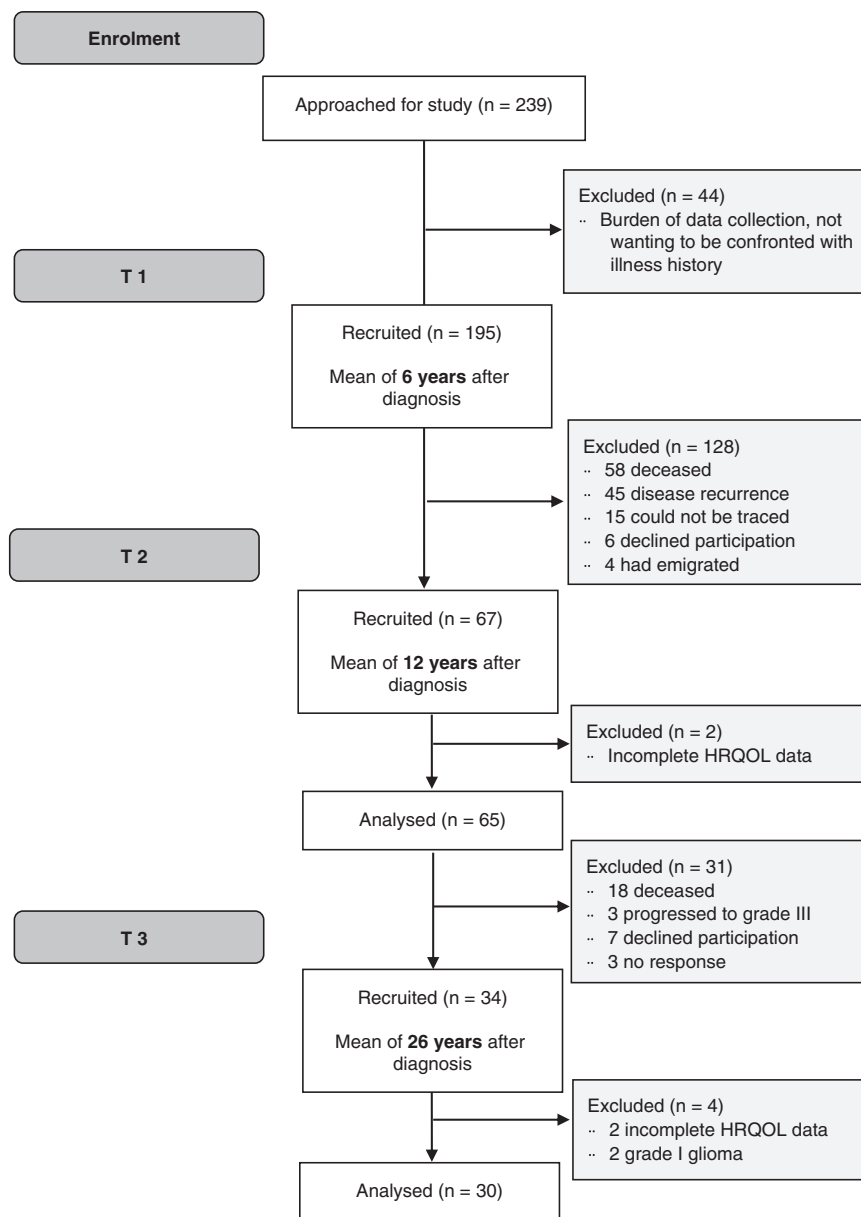 Enrolment
Approached for study (n = 239)
Excluded (n = 44)
·· Burden of data collection, not
wanting to be confronted with
illness history
T 1
Recruited (n = 195)
Mean of 6 years after
diagnosis
Excluded (n = 128)
·· 58 deceased
·· 45 disease recurrence
·· 15 could not be traced
·· 6 declined participation
·· 4 had emigrated
T 2
Recruited (n = 67)
Mean of 12 years after
diagnosis
Excluded (n = 2)
·· Incomplete HRQOL data
Analysed (n = 65)
Excluded (n = 31)
·· 18 deceased
·· 3 progressed to grade III
·· 7 declined participation
·· 3 no response
T 3
Recruited (n = 34)
Mean of 26 years after
diagnosis
Excluded (n = 4)
·· 2 incomplete HRQOL data
·· 2 grade I glioma
Analysed (n = 30)